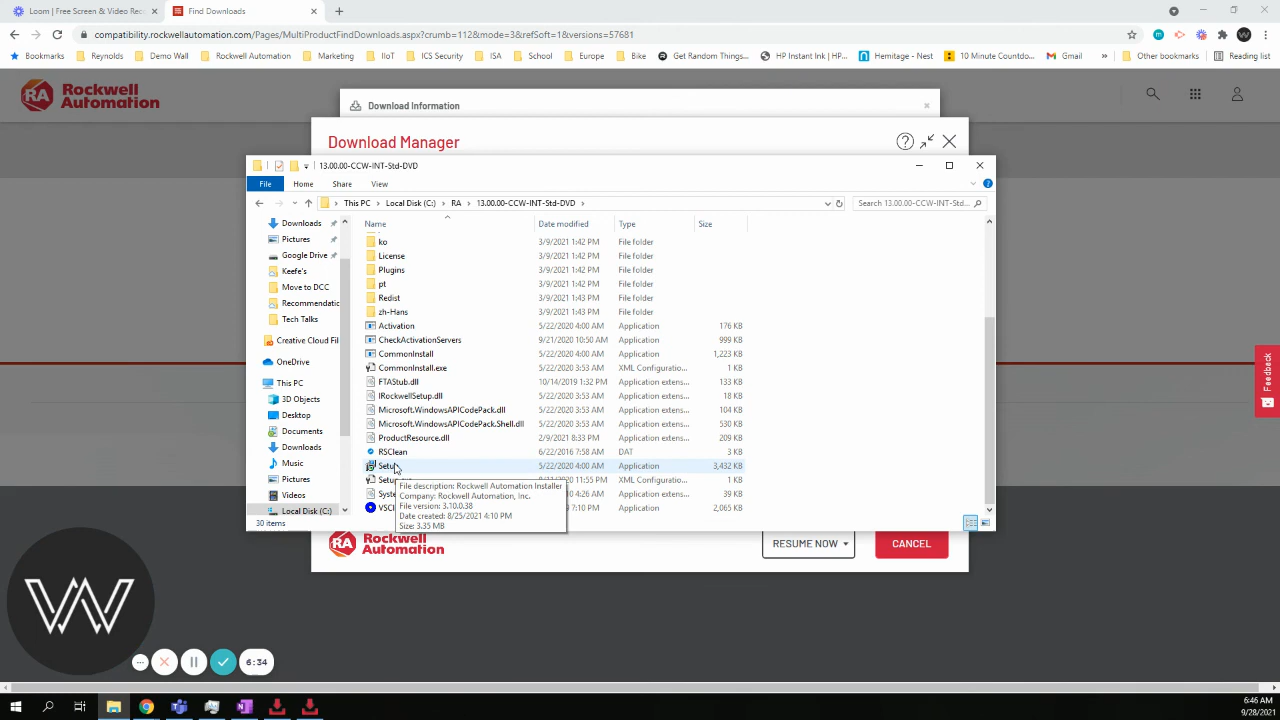 Loom | Free Screen & Video Rec
Find Downloads
compatibility.rockwellautomation.com/Pages/MultiProductFindDownloads.aspx?crumb=112&mode=3&refSoft=1&versions=57681
Bookmarks Reynolds Demo Wall Rockwell Automation Marketing IIoT ICS Security ISA School Europe Bike Get Random Things... HP Instant Ink | HP... Hemitage - Nest 10 Minute Countdo... Gmail » Other bookmarks Reading list
RA Rockwell Automation
Download Information
Download Manager
13.00.00-CCW-INT-Std-DVD
File Home Share View
This PC > Local Disk (C:) > RA > 13.00.00-CCW-INT-Std-DVD >
Search 13.00.00-CCW-INT-Std-D...
Name Date modified Type Size
Downloads
Pictures
Google Drive
Keefe's
Move to DCC
Recommendatic
Tech Talks
Creative Cloud Fil
OneDrive
This PC
3D Objects
Desktop
Documents
Downloads
Music
Pictures
Videos
Local Disk (C:)
ko 3/9/2021 1:42 PM File folder
License 3/9/2021 1:42 PM File folder
Plugins 3/9/2021 1:42 PM File folder
pt 3/9/2021 1:42 PM File folder
Redist 3/9/2021 1:43 PM File folder
zh-Hans 3/9/2021 1:43 PM File folder
Activation 5/22/2020 4:00 AM Application 176 KB
CheckActivationServers 9/21/2020 10:50 AM Application 999 KB
CommonInstall 5/22/2020 4:00 AM Application 1,223 KB
CommonInstall.exe 5/22/2020 3:53 AM XML Configuratio... 1 KB
FTAStub.dll 10/14/2019 1:32 PM Application extens... 133 KB
IRockwellSetup.dll 5/22/2020 3:53 AM Application extens... 18 KB
Microsoft.WindowsAPICodePack.dll 5/22/2020 3:53 AM Application extens... 104 KB
Microsoft.WindowsAPICodePack.Shell.dll 5/22/2020 3:53 AM Application extens... 530 KB
ProductResource.dll 2/9/2021 8:33 PM Application extens... 209 KB
RSClean 6/22/2016 7:58 AM DAT 3 KB
Setup 5/22/2020 4:00 AM Application 3,432 KB
11:55 PM XML Configuratio... 1 KB
4:26 AM Application extens... 39 KB
7:10 PM Application 2,065 KB
File description: Rockwell Automation Installer
Company: Rockwell Automation, Inc.
File version: 3.10.0.38
Date created: 8/25/2021 4:10 PM
Size: 3.35 MB
30 items
RA Rockwell Automation
RESUME NOW
CANCEL
Feedback
6:34
6:46 AM
9/28/2021